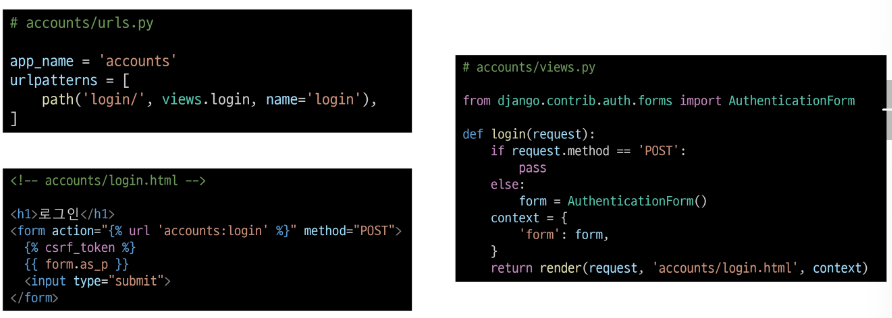 # accounts/urls.py
app_name = 'accounts'
urlpatterns = [
    path('login/', views.login, name='login'),
]
<!-- accounts/login.html -->
<h1>로그인</h1>
<form action="{% url 'accounts:login' %}" method="POST">
  {% csrf_token %}
  {{ form.as_p }}
  <input type="submit">
</form>
# accounts/views.py
from django.contrib.auth.forms import AuthenticationForm
def login(request):
    if request.method == 'POST':
        pass
    else:
        form = AuthenticationForm()
    context = {
        'form': form,
    }
    return render(request, 'accounts/login.html', context)